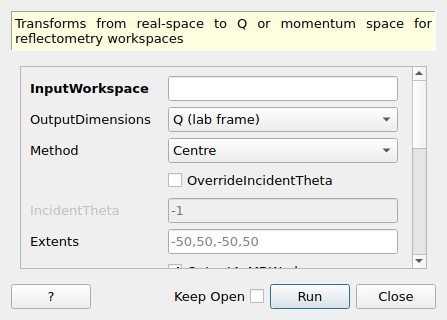 Transforms from real-space to Q or momentum space for
reflectometry workspaces
InputWorkspace
OutputDimensions Q (lab frame)
Method Centre
OverrideIncidentTheta
IncidentTheta -1
Extents -50,50,-50,50
? Keep Open Run Close